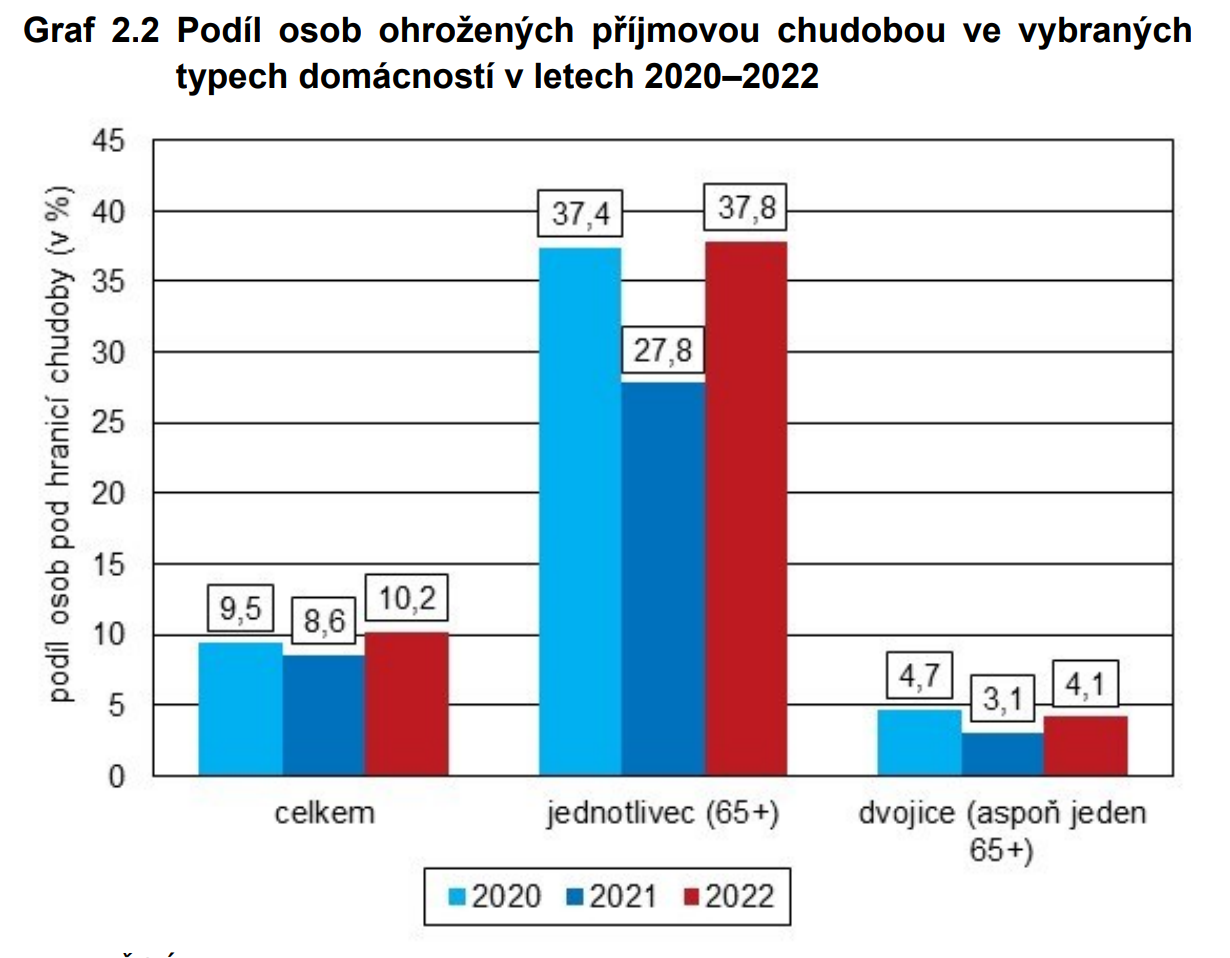 Graf 2.2 Podíl osob ohrožených příjmovou chudobou ve vybraných
typech domácností v letech 2020–2022
podíl osob pod hranicí chudoby (v %)
45
40
35
30
25
20
15
10
5
0
9,5
8,6
10,2
37,4
27,8
37,8
4,7
3,1
4,1
celkem
jednotlivec (65+)
dvojice (aspoň jeden
65+)
2020 2021 2022